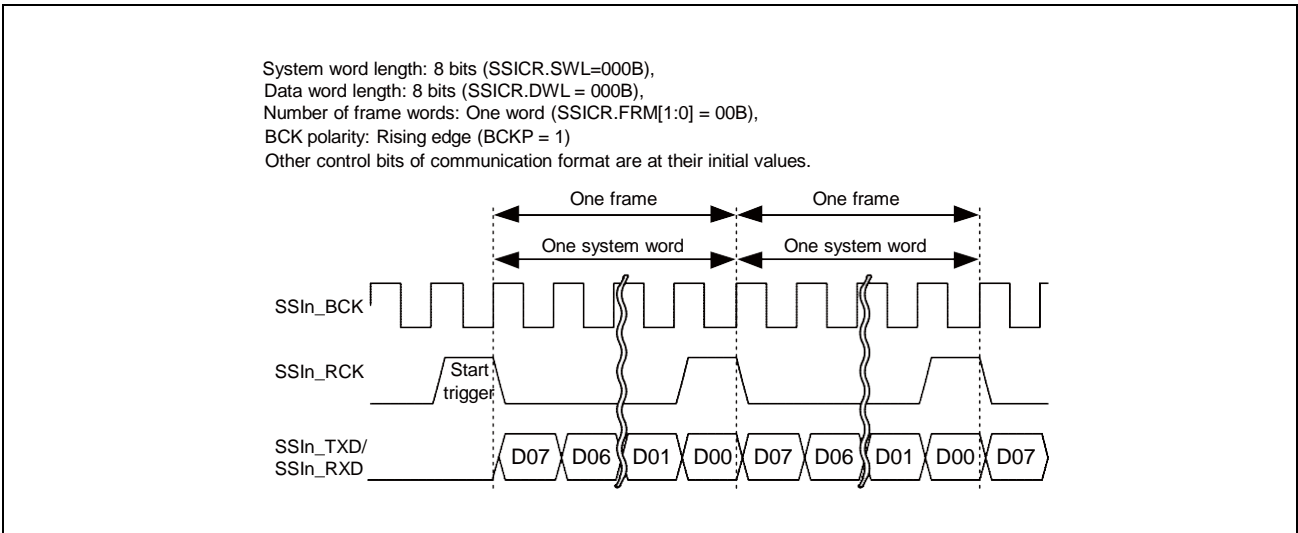 System word length: 8 bits (SSICR.SWL=000B),
Data word length: 8 bits (SSICR.DWL = 000B),
Number of frame words: One word (SSICR.FRM[1:0] = 00B),
BCK polarity: Rising edge (BCKP = 1)
Other control bits of communication format are at their initial values.
One frame One frame
One system word One system word
SSIn_BCK
SSIn_RCK
Start
trigger
SSIn_TXD/
SSIn_RXD
D07 D06 D01 D00 D07 D06 D01 D00 D07